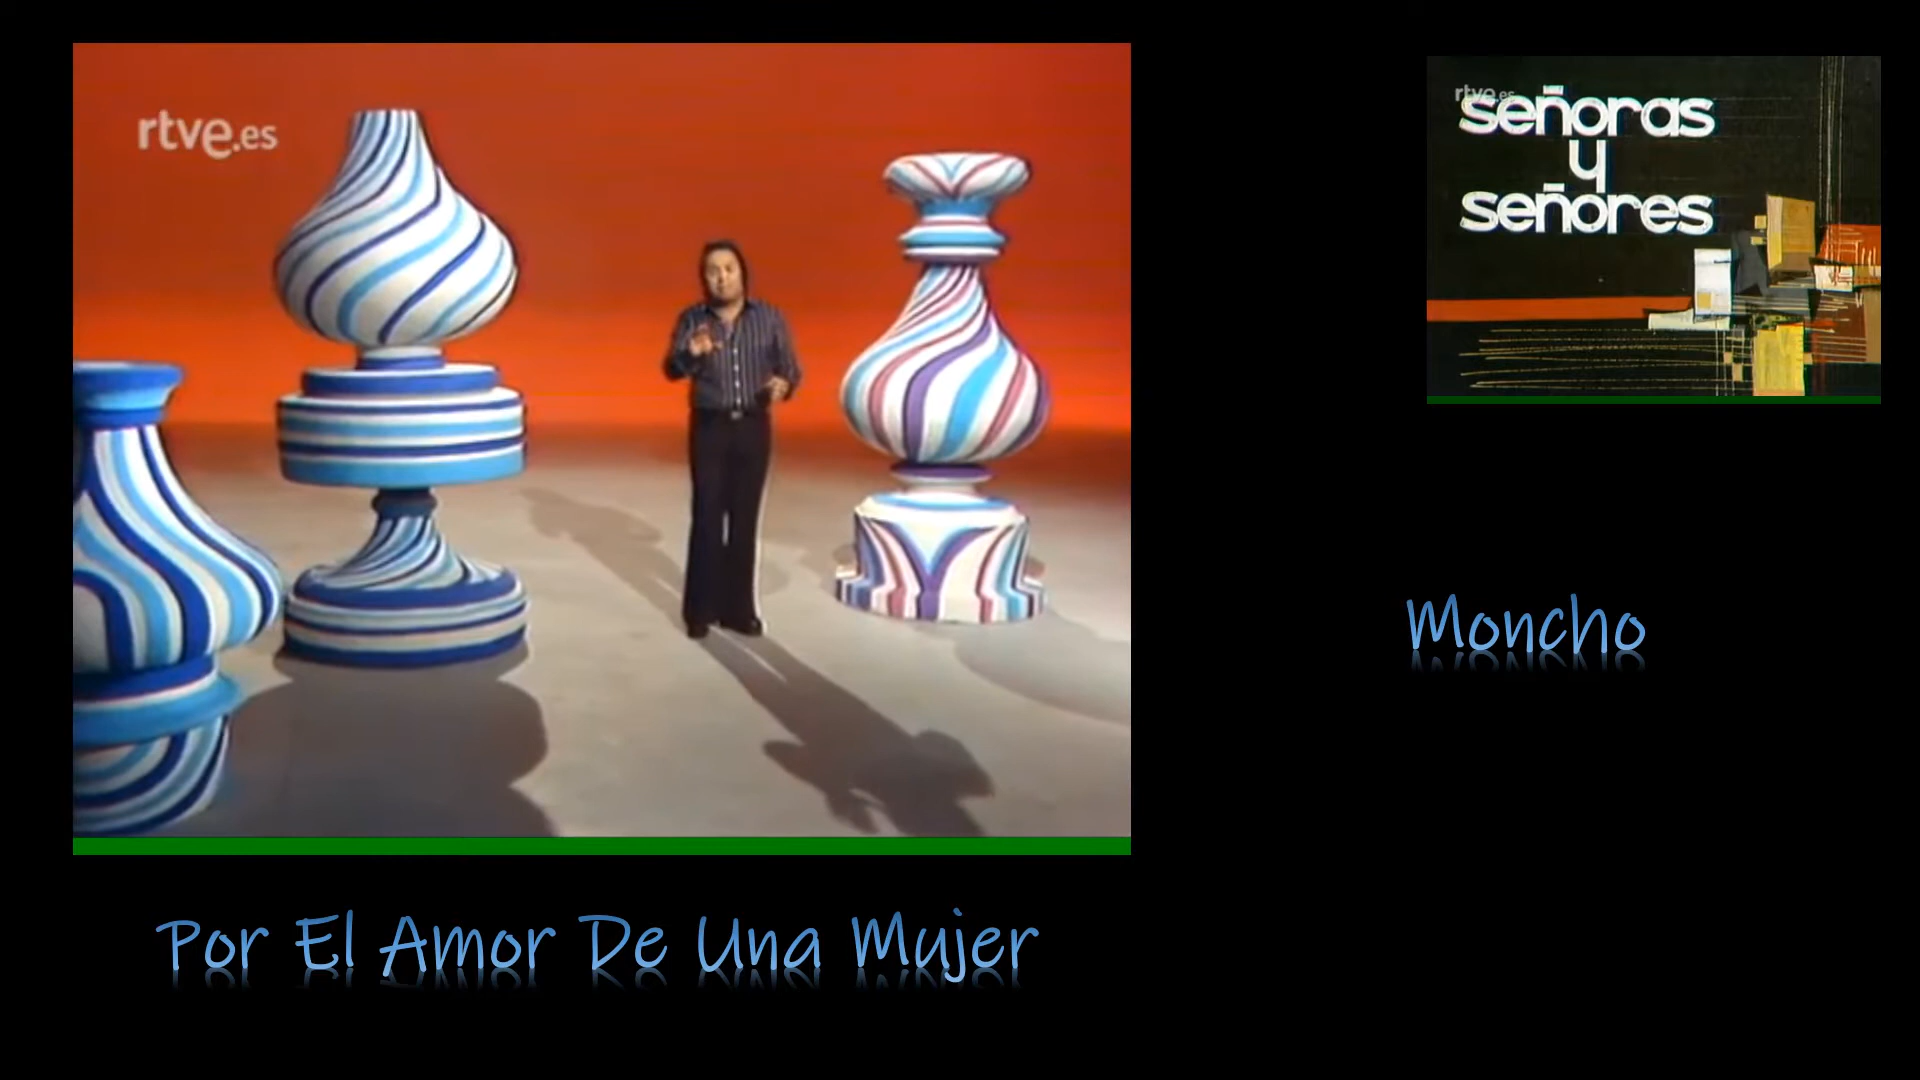 rtve.es
rtve.es
señoras
y
señores
Moncho
Por El Amor De Una Mujer